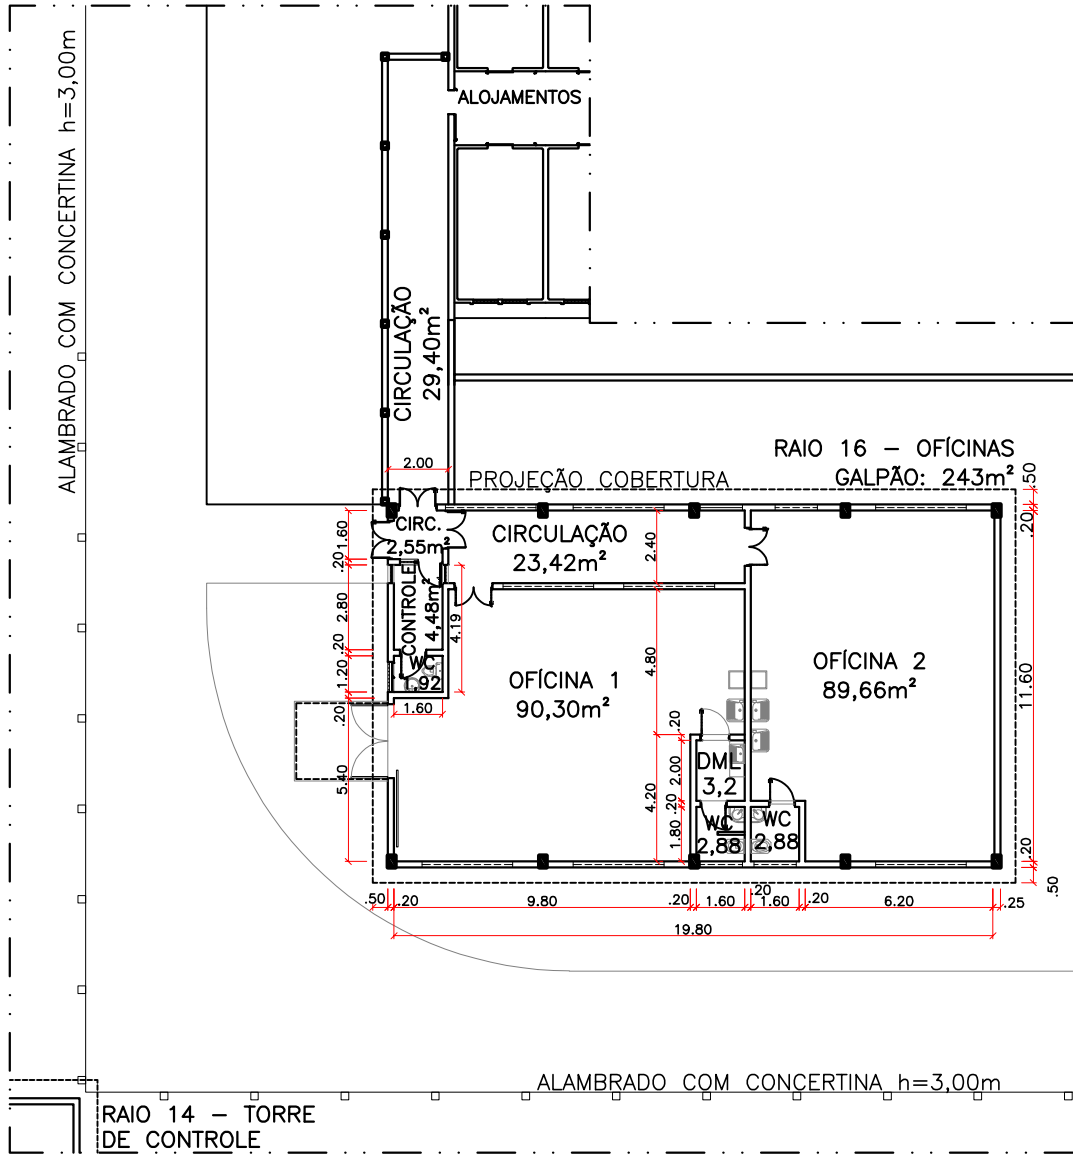 ALAMBRADO COM CONCERTINA h=3,00m
ALOJAMENTOS
CIRCULAÇÃO
29,40m²
2.00
PROJEÇÃO COBERTURA
RAIO 16 – OFÍCINAS
GALPÃO: 243m²
.50
.20
CIRC.
2,55m²
CIRCULAÇÃO
23,42m²
2.40
1.60
.20
2.80
.20
1.20
.20
5.40
CONTROLE
4,48m²
4.19
WC
1,92
1.60
OFÍCINA 1
90,30m²
4.80
4.20
.20
2.00
.20
1.80
DML
3,2
WC
2,88
WC
2,88
OFÍCINA 2
89,66m²
11.60
.20
.50
.50
.20
9.80
.20
1.60
.20
1.60
.20
6.20
.25
19.80
ALAMBRADO COM CONCERTINA h=3,00m
RAIO 14 – TORRE
DE CONTROLE